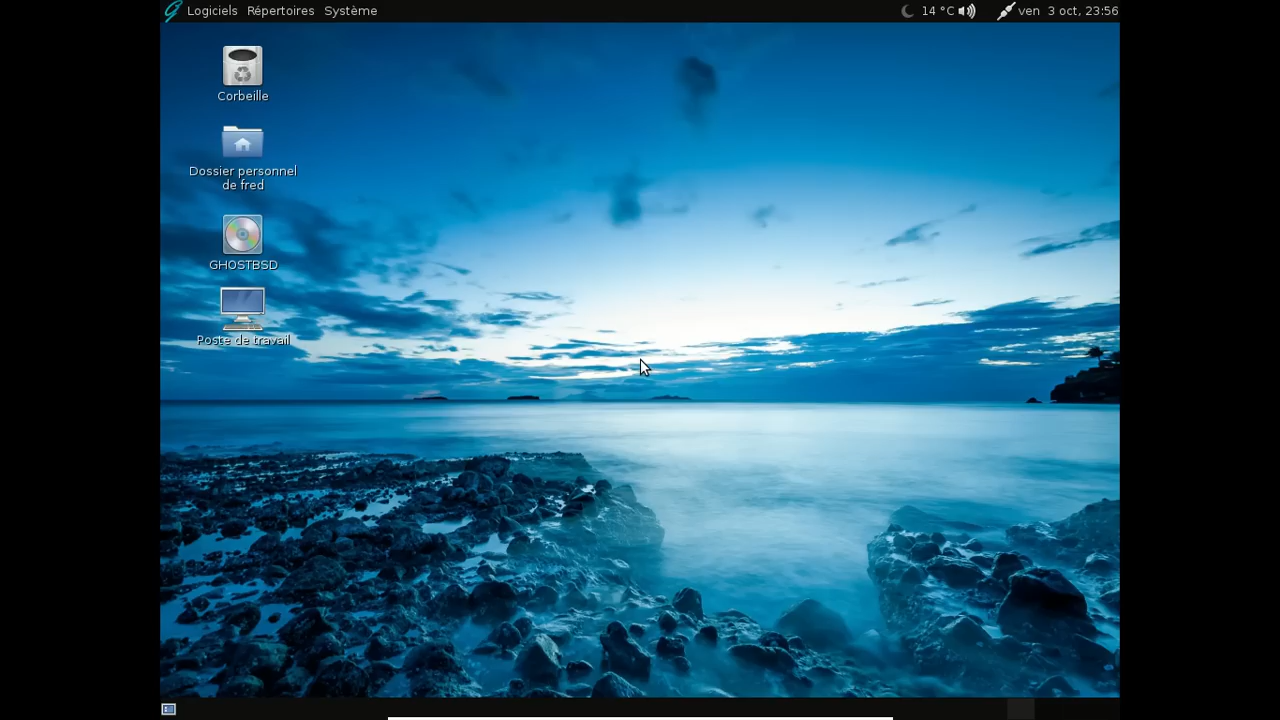 Logiciels Répertoires Système 14 °C ven 3 oct, 23:56
Corbeille
Dossier personnel
de fred
GHOSTBSD
Poste de travail